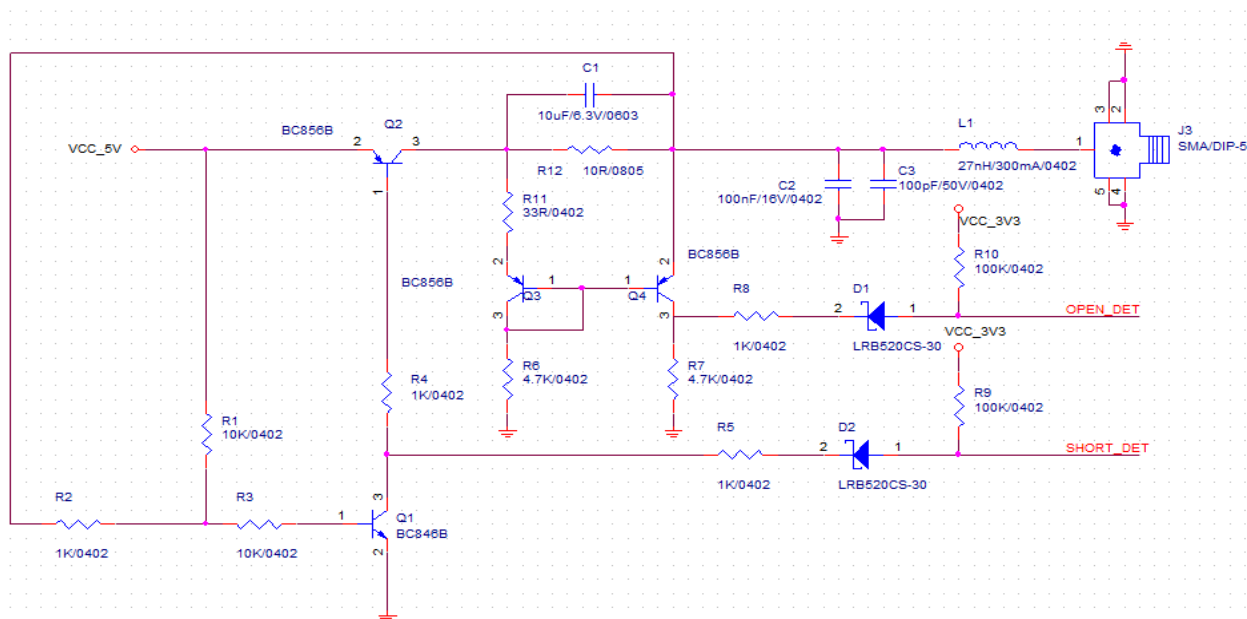 C1
10uF/6.3V/0603
Q2
BC856B
2
3
VCC_5V
1
R12
10R/0805
L1
27nH/300mA/0402
1
3
2
5
4
J3
SMA/DIP-5
C2
100nF/16V/0402
C3
100pF/50V/0402
R11
33R/0402
VCC_3V3
BC856B
2
1
Q3
3
BC856B
2
1
Q4
3
R10
100K/0402
R8
1K/0402
D1
2
1
LRB520CS-30
OPEN_DET
VCC_3V3
R6
4.7K/0402
R7
4.7K/0402
R4
1K/0402
R9
100K/0402
R1
10K/0402
R5
1K/0402
D2
2
1
LRB520CS-30
SHORT_DET
R2
1K/0402
R3
10K/0402
1
3
Q1
BC846B
2